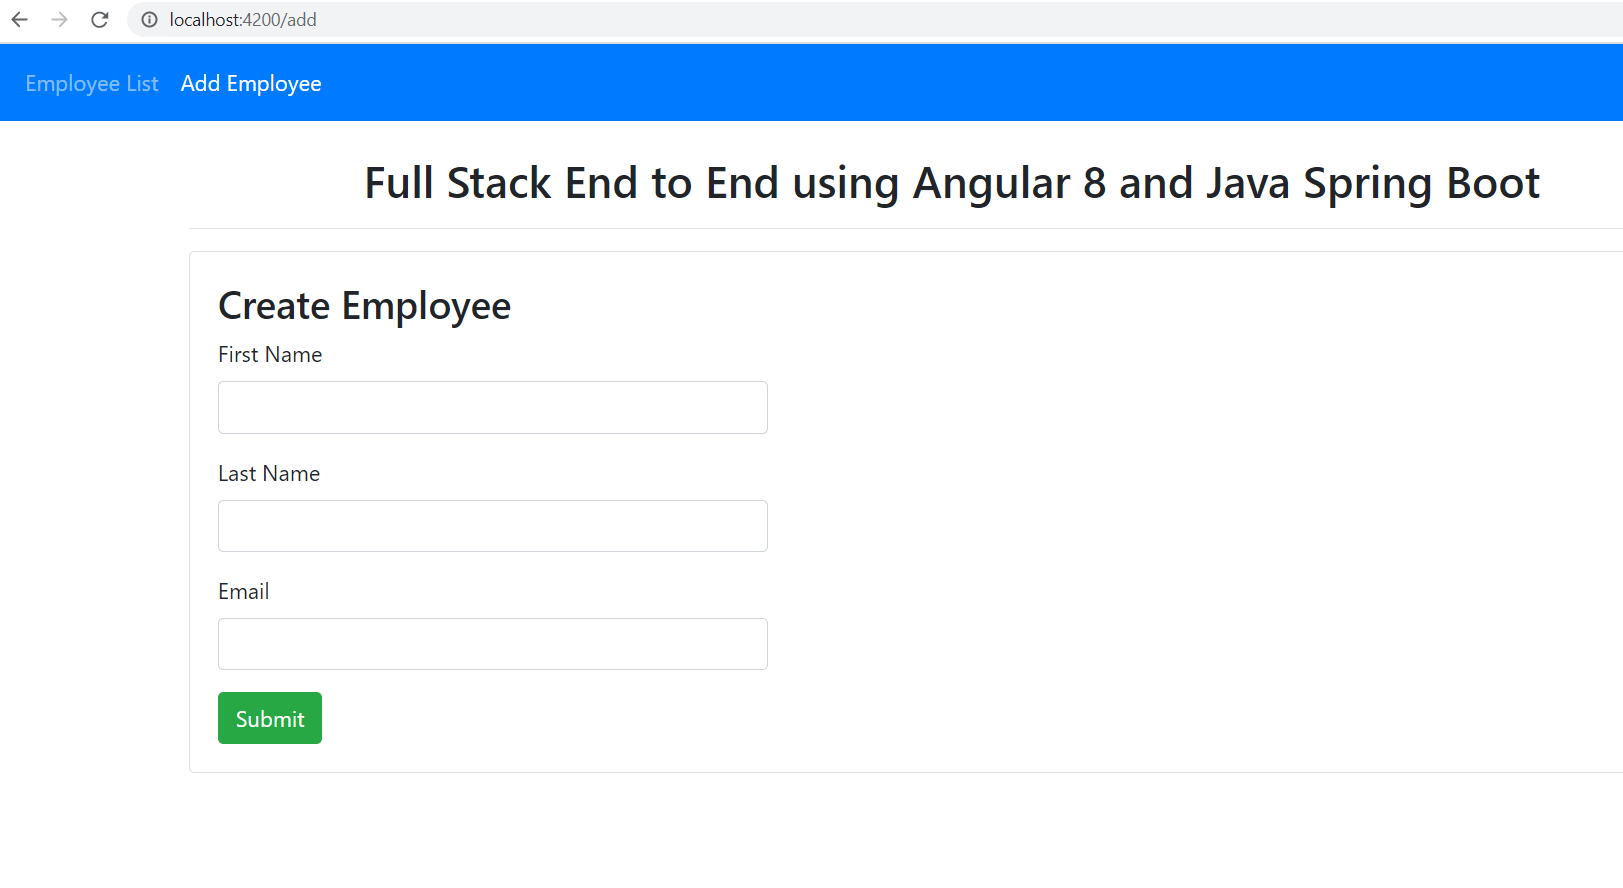 localhost:4200/add
Employee List Add Employee
Full Stack End to End using Angular 8 and Java Spring Boot
Create Employee
First Name
Last Name
Email
Submit